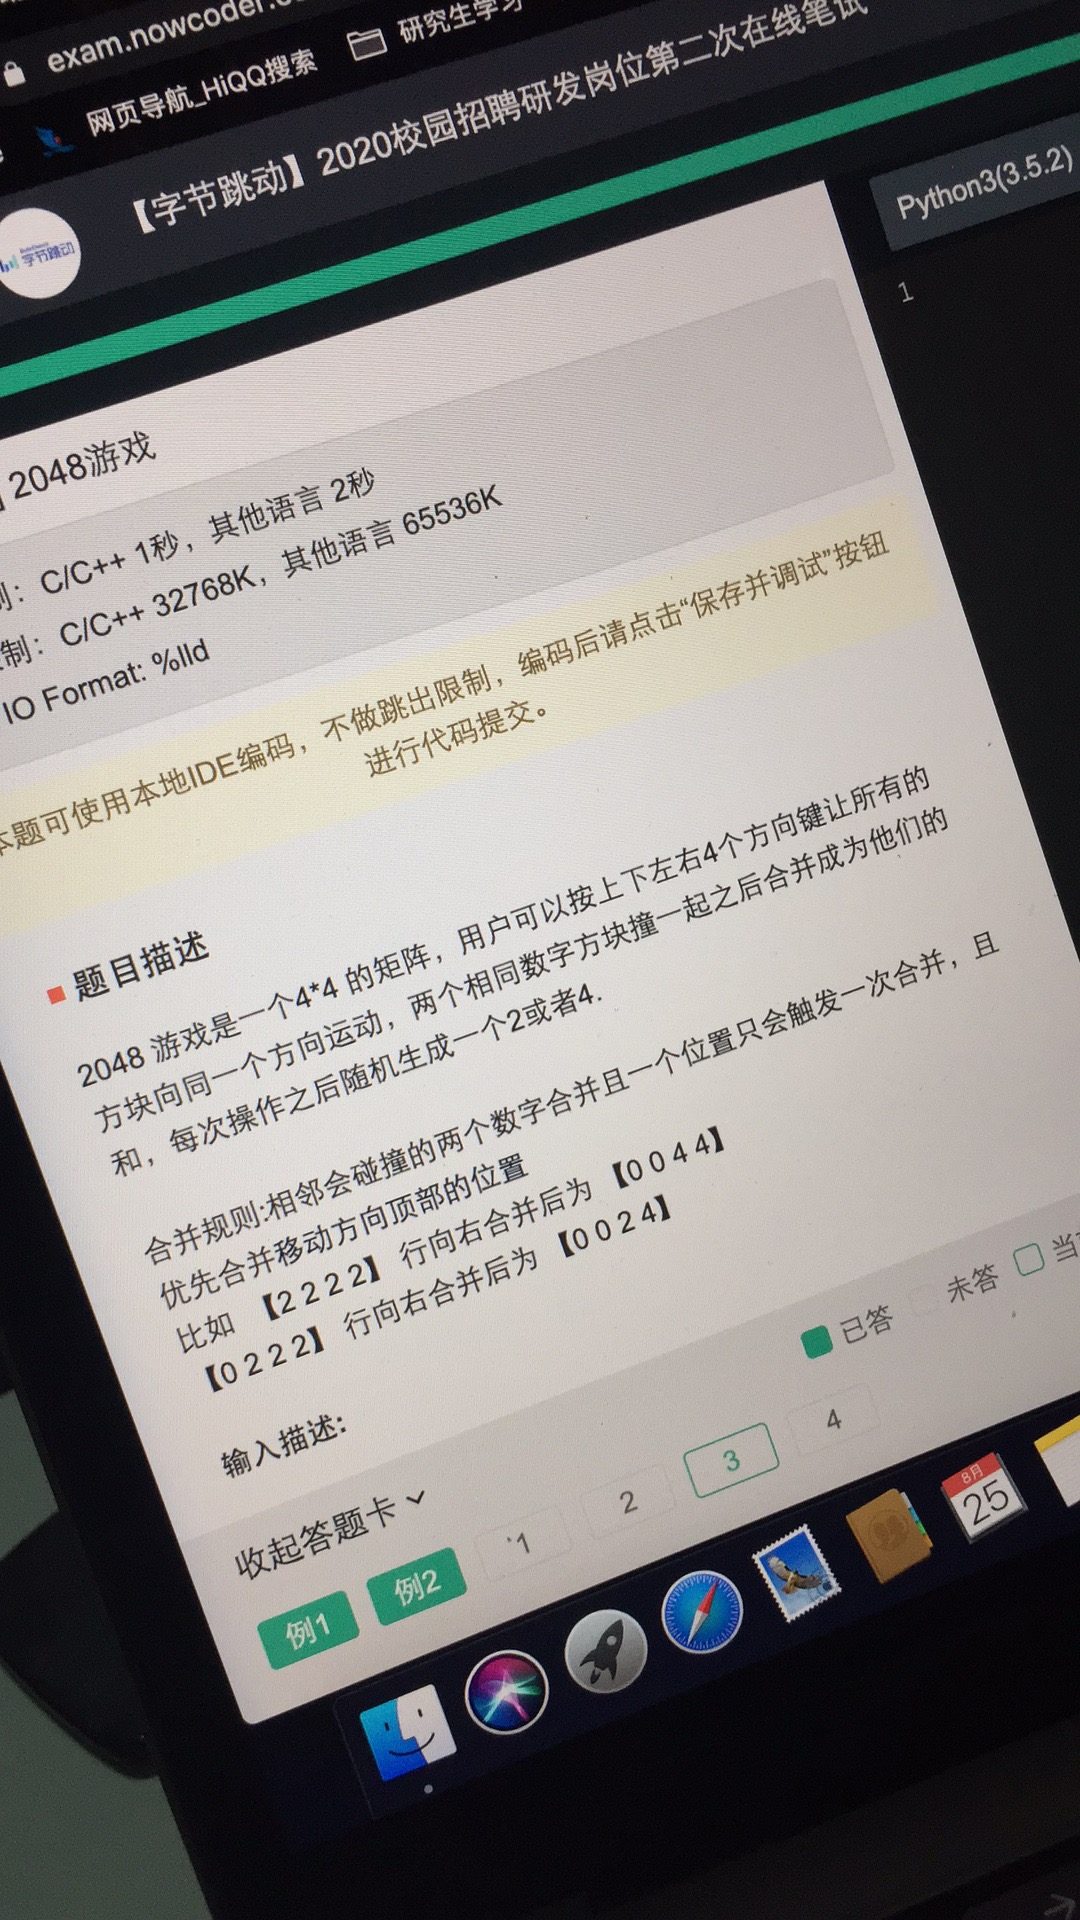 exam.nowcoder.c
网页导航_HiQQ搜索
研究生学习
【字节跳动】2020校园招聘研发岗位第二次在线笔试
字节跳动
Python3(3.5.2)
1
2048游戏
制：C/C++ 1秒，其他语言 2秒
制：C/C++ 32768K，其他语言 65536K
IO Format: %lld
本题可使用本地IDE编码，不做跳出限制，编码后请点击“保存并调试”按钮
进行代码提交。
题目描述
2048 游戏是一个4*4 的矩阵，用户可以按上下左右4个方向键让所有的
方块向同一个方向运动，两个相同数字方块撞一起之后合并成为他们的
和，每次操作之后随机生成一个2或者4.
合并规则:相邻会碰撞的两个数字合并且一个位置只会触发一次合并，且
优先合并移动方向顶部的位置
比如 【2 2 2 2】 行向右合并后为 【0 0 4 4】
【0 2 2 2】 行向右合并后为 【0 0 2 4】
输入描述:
已答 未答 当
收起答题卡
例1 例2 1 2 3 4
8月
25